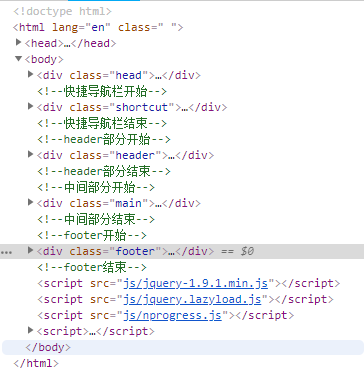 <!doctype html>
<html lang="en" class=" ">
<head>…</head>
<body>
<div class="head">…</div>
<!--快捷导航栏开始-->
<div class="shortcut">…</div>
<!--快捷导航栏结束-->
<!--header部分开始-->
<div class="header">…</div>
<!--header部分结束-->
<!--中间部分开始-->
<div class="main">…</div>
<!--中间部分结束-->
<!--footer开始-->
<div class="footer">…</div> == $0
<!--footer结束-->
<script src="js/jquery-1.9.1.min.js"></script>
<script src="js/jquery.lazyload.js"></script>
<script src="js/nprogress.js"></script>
<script>…</script>
</body>
</html>